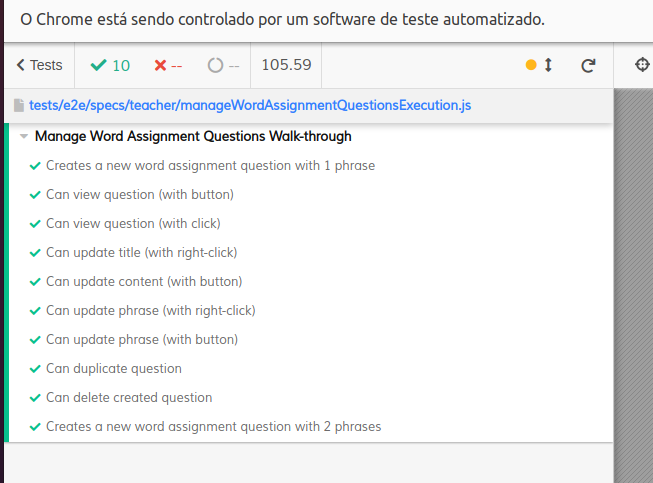 O Chrome está sendo controlado por um software de teste automatizado.
Tests 10 -- -- 105.59
tests/e2e/specs/teacher/manageWordAssignmentQuestionsExecution.js
Manage Word Assignment Questions Walk-through
Creates a new word assignment question with 1 phrase
Can view question (with button)
Can view question (with click)
Can update title (with right-click)
Can update content (with button)
Can update phrase (with right-click)
Can update phrase (with button)
Can duplicate question
Can delete created question
Creates a new word assignment question with 2 phrases